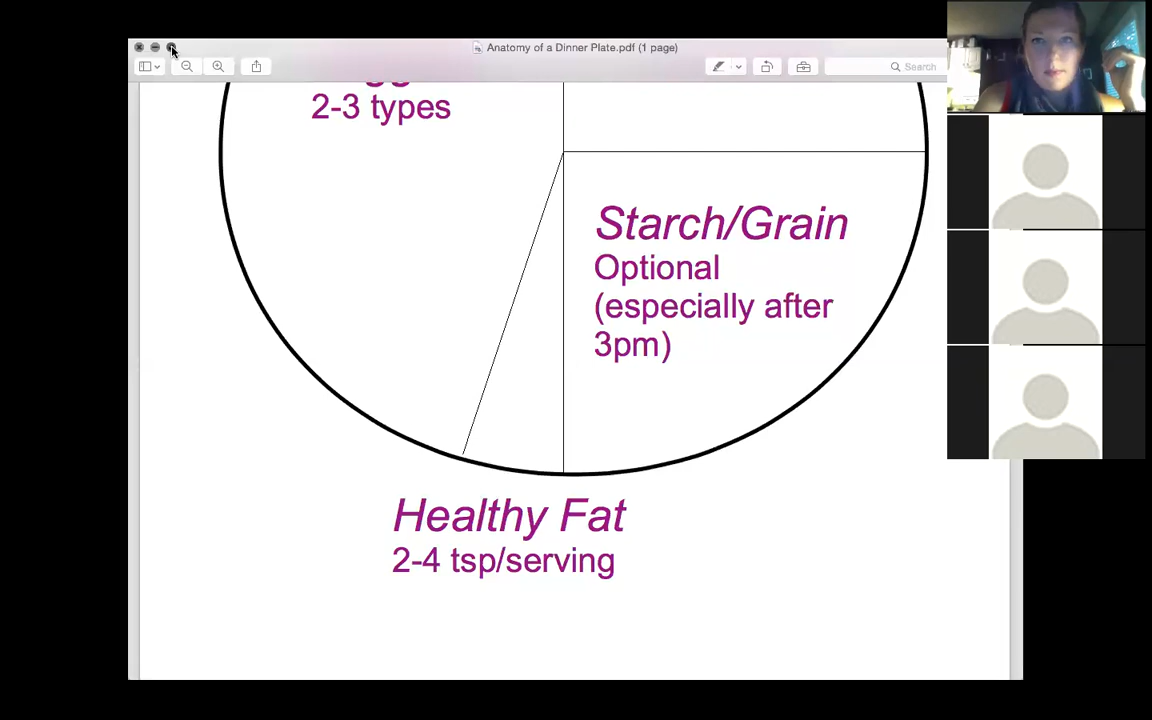 Anatomy of a Dinner Plate.pdf (1 page)
Search
2-3 types
Starch/Grain
Optional
(especially after
3pm)
Healthy Fat
2-4 tsp/serving